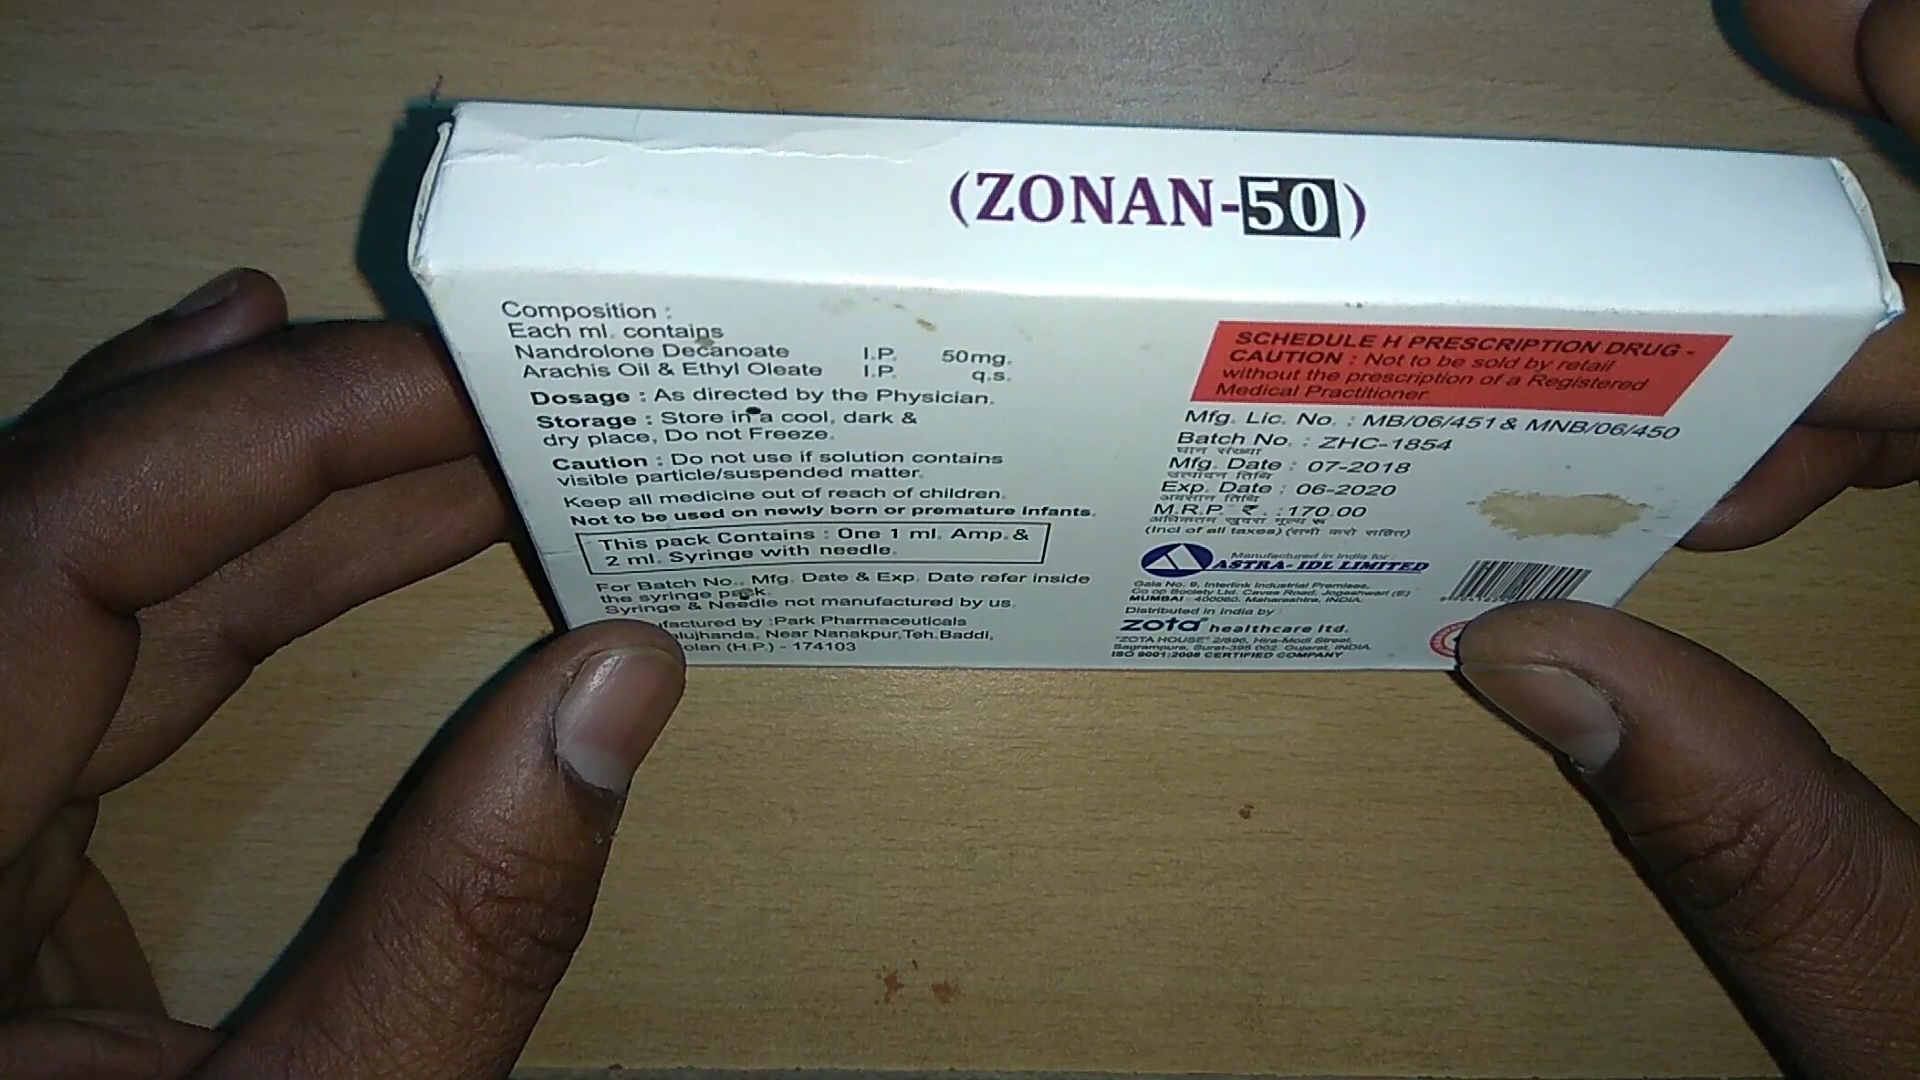 (ZONAN-50)
Composition :
Each ml. contains
Nandrolone Decanoate I.P. 50mg.
Arachis Oil & Ethyl Oleate I.P. q.s.
Dosage : As directed by the Physician.
Storage : Store in a cool, dark &
dry place, Do not Freeze.
Caution : Do not use if solution contains
visible particle/suspended matter.
Keep all medicine out of reach of children.
Not to be used on newly born or premature Infants.
This pack Contains : One 1 ml. Amp. &
2 ml. Syringe with needle.
For Batch No., Mfg. Date & Exp. Date refer inside
the syringe pack.
Syringe & Needle not manufactured by us.
factured by :Park Pharmaceuticals
alujhanda, Near Nanakpur, Teh. Baddi,
olan (H.P.) - 174103
SCHEDULE H PRESCRIPTION DRUG -
CAUTION : Not to be sold by retail
without the prescription of a Registered
Medical Practitioner
Mfg. Lic. No. : MB/06/451 & MNB/06/450
Batch No. : ZHC-1854
घान संख्या
Mfg. Date : 07-2018
उत्पादन तिथि
Exp. Date : 06-2020
अवसान तिथि
M.R.P. ₹. :170.00
अधिकतम खुदरा मूल्य रू
(Incl of all taxes) (सभी करो सहित)
Manufactured in India for :
ASTRA-IDL LIMITED
Gala No. 9, Interlink Industrial Premises,
Co op Society Ltd. Caves Road, Jogeshwari (E)
MUMBAI - 400060. Maharashtra, INDIA.
Distributed in India by :
zota healthcare ltd.
"ZOTA HOUSE" 2/896, Hira-Modi Street,
Sagrampura, Surat-395 002. Gujarat, INDIA.
ISO 9001:2008 CERTIFIED COMPANY